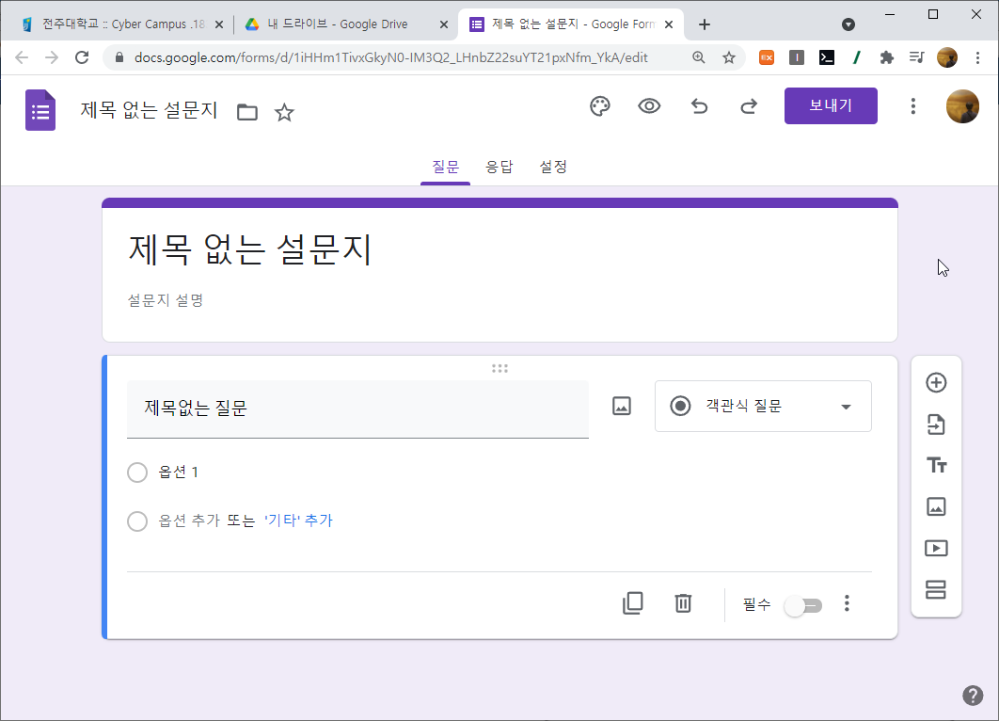 전주대학교 :: Cyber Campus .18
내 드라이브 - Google Drive
제목 없는 설문지 - Google Form
docs.google.com/forms/d/1iHHm1TivxGkyN0-IM3Q2_LHnbZ22suYT21pxNfm_YkA/edit
제목 없는 설문지
보내기
질문 응답 설정
제목 없는 설문지
설문지 설명
제목없는 질문
객관식 질문
옵션 1
옵션 추가 또는 '기타' 추가
필수